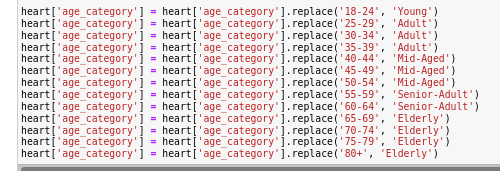 heart['age_category'] = heart['age_category'].replace('18-24', 'Young')
heart['age_category'] = heart['age_category'].replace('25-29', 'Adult')
heart['age_category'] = heart['age_category'].replace('30-34', 'Adult')
heart['age_category'] = heart['age_category'].replace('35-39', 'Adult')
heart['age_category'] = heart['age_category'].replace('40-44', 'Mid-Aged')
heart['age_category'] = heart['age_category'].replace('45-49', 'Mid-Aged')
heart['age_category'] = heart['age_category'].replace('50-54', 'Mid-Aged')
heart['age_category'] = heart['age_category'].replace('55-59', 'Senior-Adult')
heart['age_category'] = heart['age_category'].replace('60-64', 'Senior-Adult')
heart['age_category'] = heart['age_category'].replace('65-69', 'Elderly')
heart['age_category'] = heart['age_category'].replace('70-74', 'Elderly')
heart['age_category'] = heart['age_category'].replace('75-79', 'Elderly')
heart['age_category'] = heart['age_category'].replace('80+', 'Elderly')